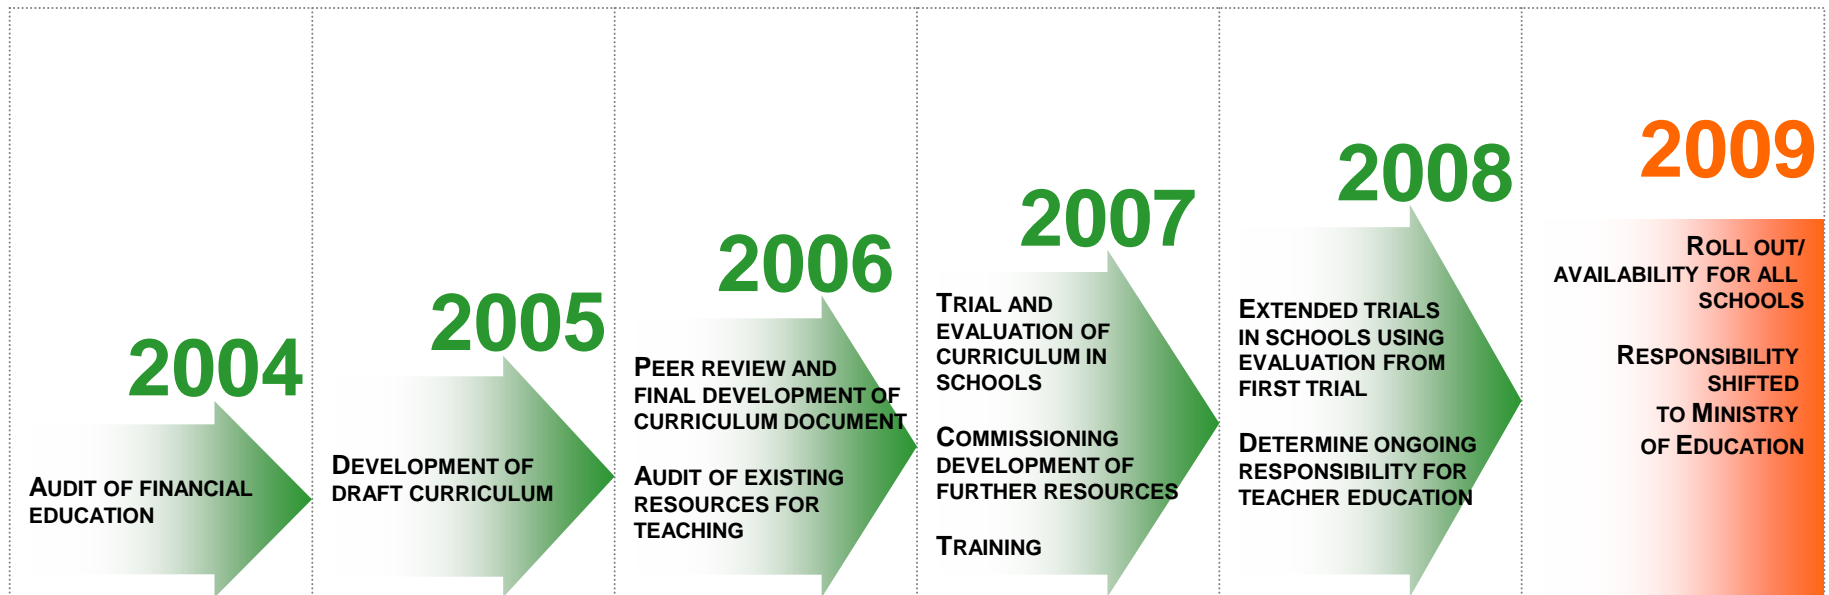 2004
AUDIT OF FINANCIAL
EDUCATION
2005
DEVELOPMENT OF
DRAFT CURRICULUM
2006
PEER REVIEW AND
FINAL DEVELOPMENT OF
CURRICULUM DOCUMENT
AUDIT OF EXISTING
RESOURCES FOR
TEACHING
2007
TRIAL AND
EVALUATION OF
CURRICULUM IN
SCHOOLS
COMMISSIONING
DEVELOPMENT OF
FURTHER RESOURCES
TRAINING
2008
EXTENDED TRIALS
IN SCHOOLS USING
EVALUATION FROM
FIRST TRIAL
DETERMINE ONGOING
RESPONSIBILITY FOR
TEACHER EDUCATION
2009
ROLL OUT/
AVAILABILITY FOR ALL
SCHOOLS
RESPONSIBILITY
SHIFTED
TO MINISTRY
OF EDUCATION